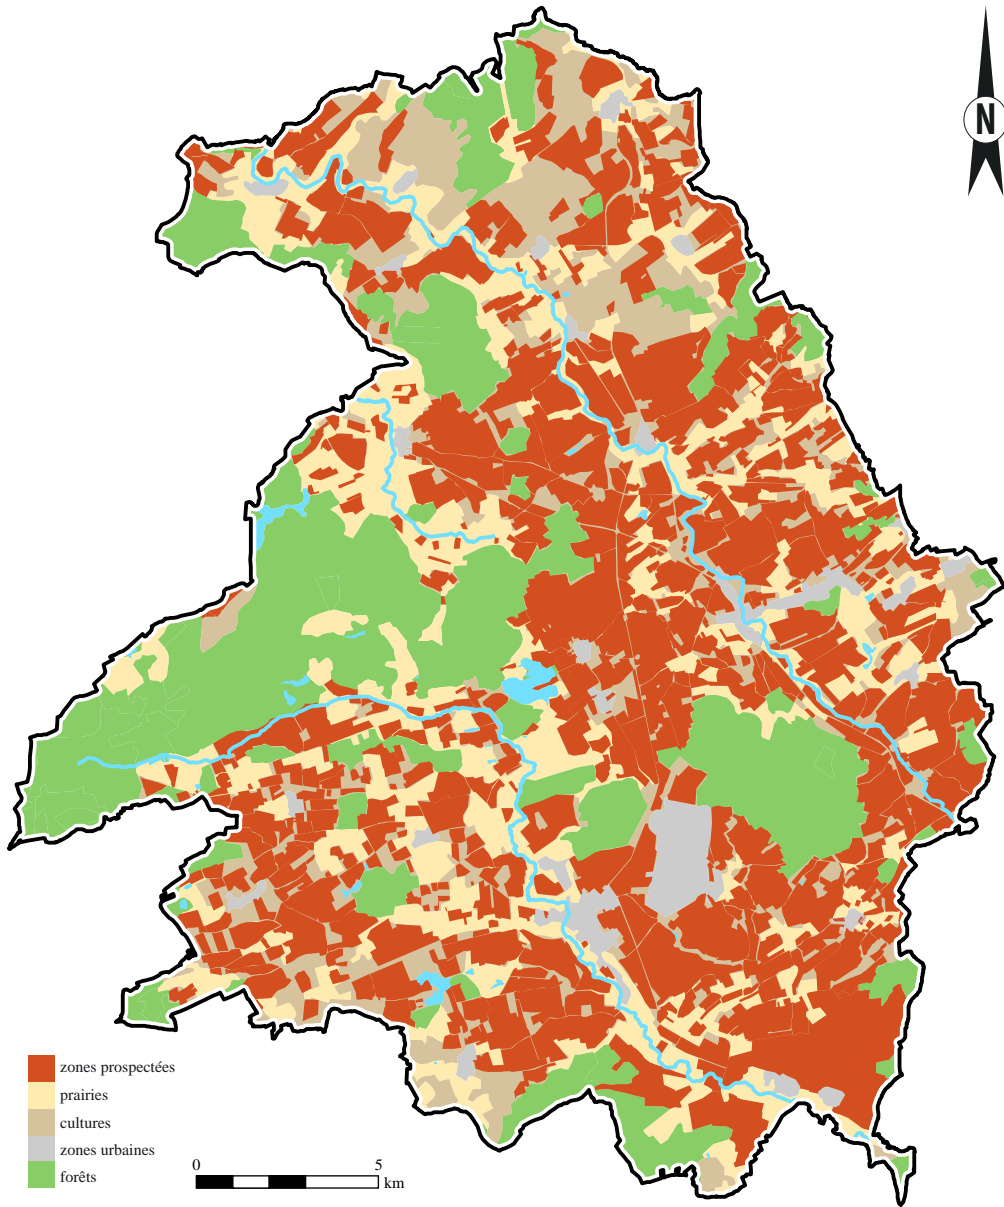 N
zones prospectées
prairies
cultures
zones urbaines
forêts
0 5
km